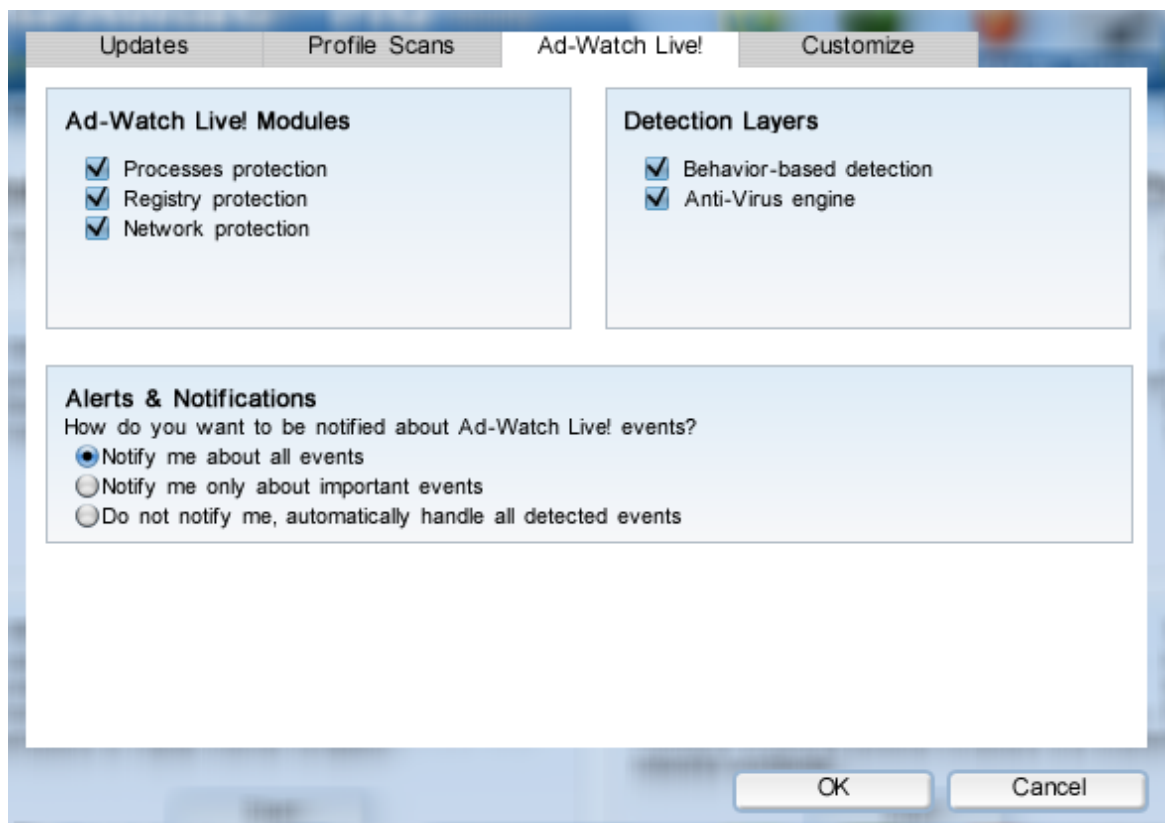 Updates
Profile Scans
Ad-Watch Live!
Customize
Ad-Watch Live! Modules
Processes protection
Registry protection
Network protection
Detection Layers
Behavior-based detection
Anti-Virus engine
Alerts & Notifications
How do you want to be notified about Ad-Watch Live! events?
Notify me about all events
Notify me only about important events
Do not notify me, automatically handle all detected events
OK
Cancel